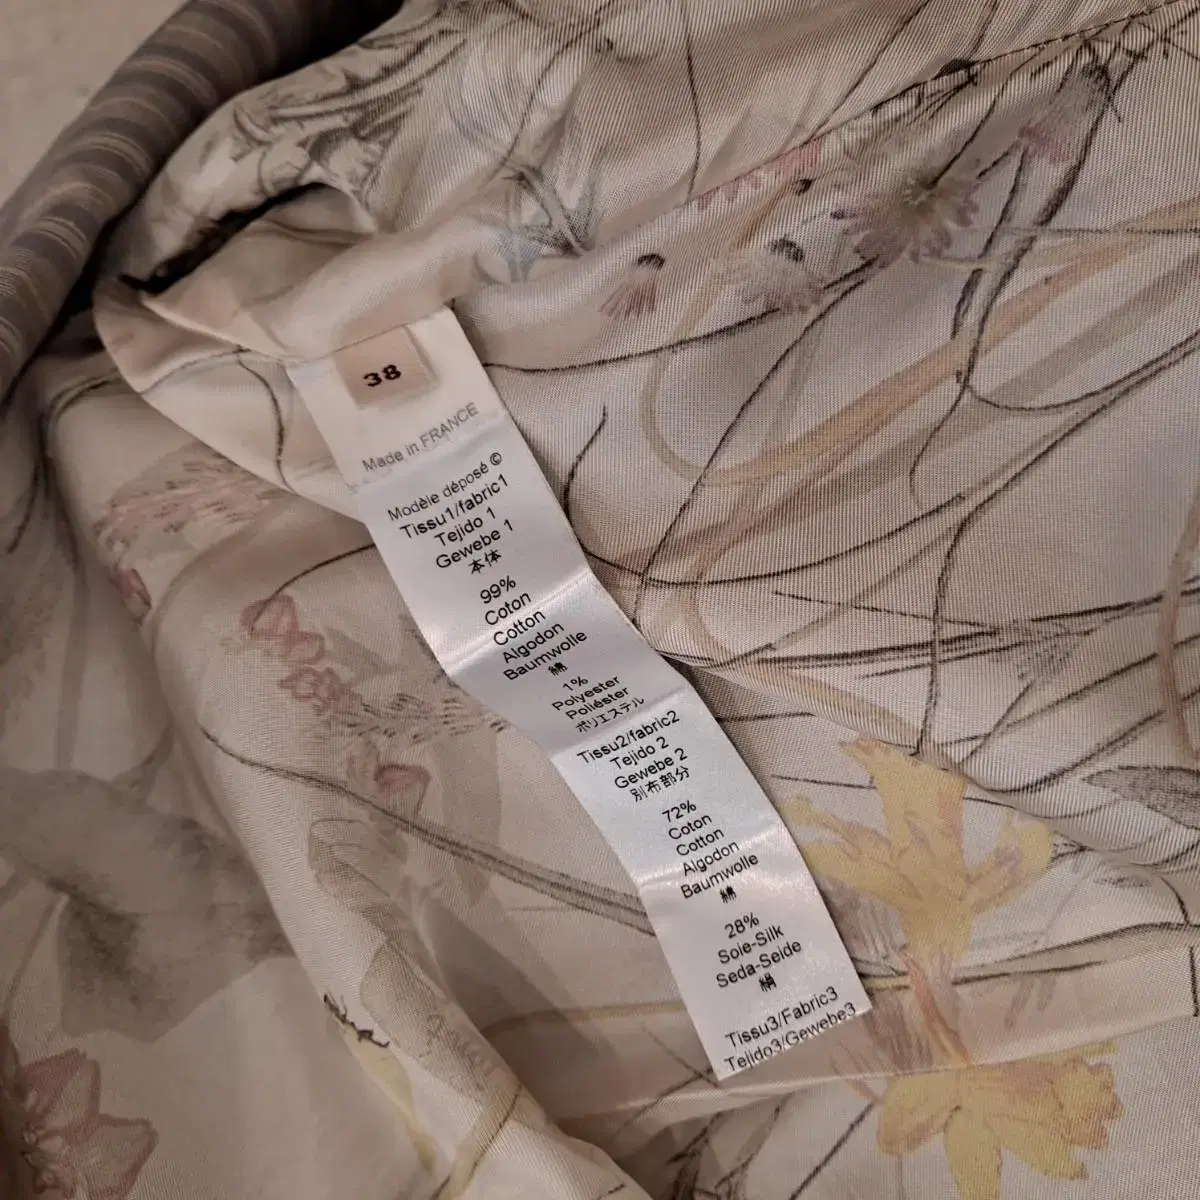 38
Made in FRANCE
Modèle déposé ©
Tissu1/fabric1
Tejido 1
Gewebe 1
本体
99%
Coton
Cotton
Algodon
Baumwolle
綿
1%
Polyester
Poliéster
ポリエステル
Tissu2/fabric2
Tejido 2
Gewebe 2
別布部分
72%
Coton
Cotton
Algodon
Baumwolle
綿
28%
Soie-Silk
Seda-Seide
絹
Tissu3/Fabric3
Tejido3/Gewebe3